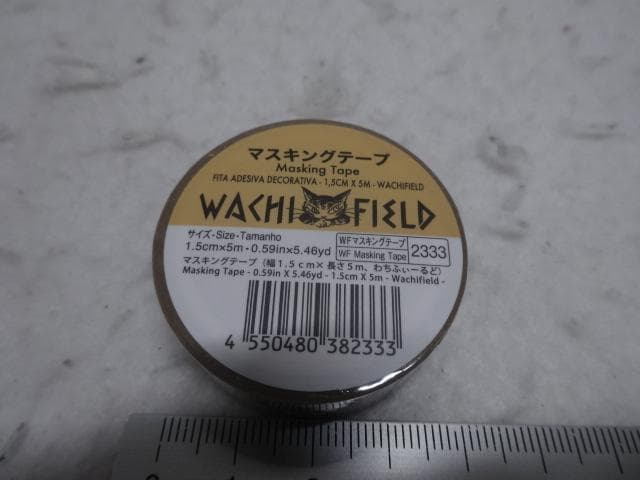 マスキングテープ
Masking Tape
FITA ADESIVA DECORATIVA - 1,5CM X 5M - WACHIFIELD
WACHI FIELD
サイズ・Size・Tamanho
1.5cm×5m・0.59in×5.46yd
WFマスキングテープ
WF Masking Tape
2333
マスキングテープ（幅1.5cm×長さ5m、わちふぃーるど）
Masking Tape - 0.59in X 5.46yd - 1.5cm X 5m - Wachifield -
4 550480 382333